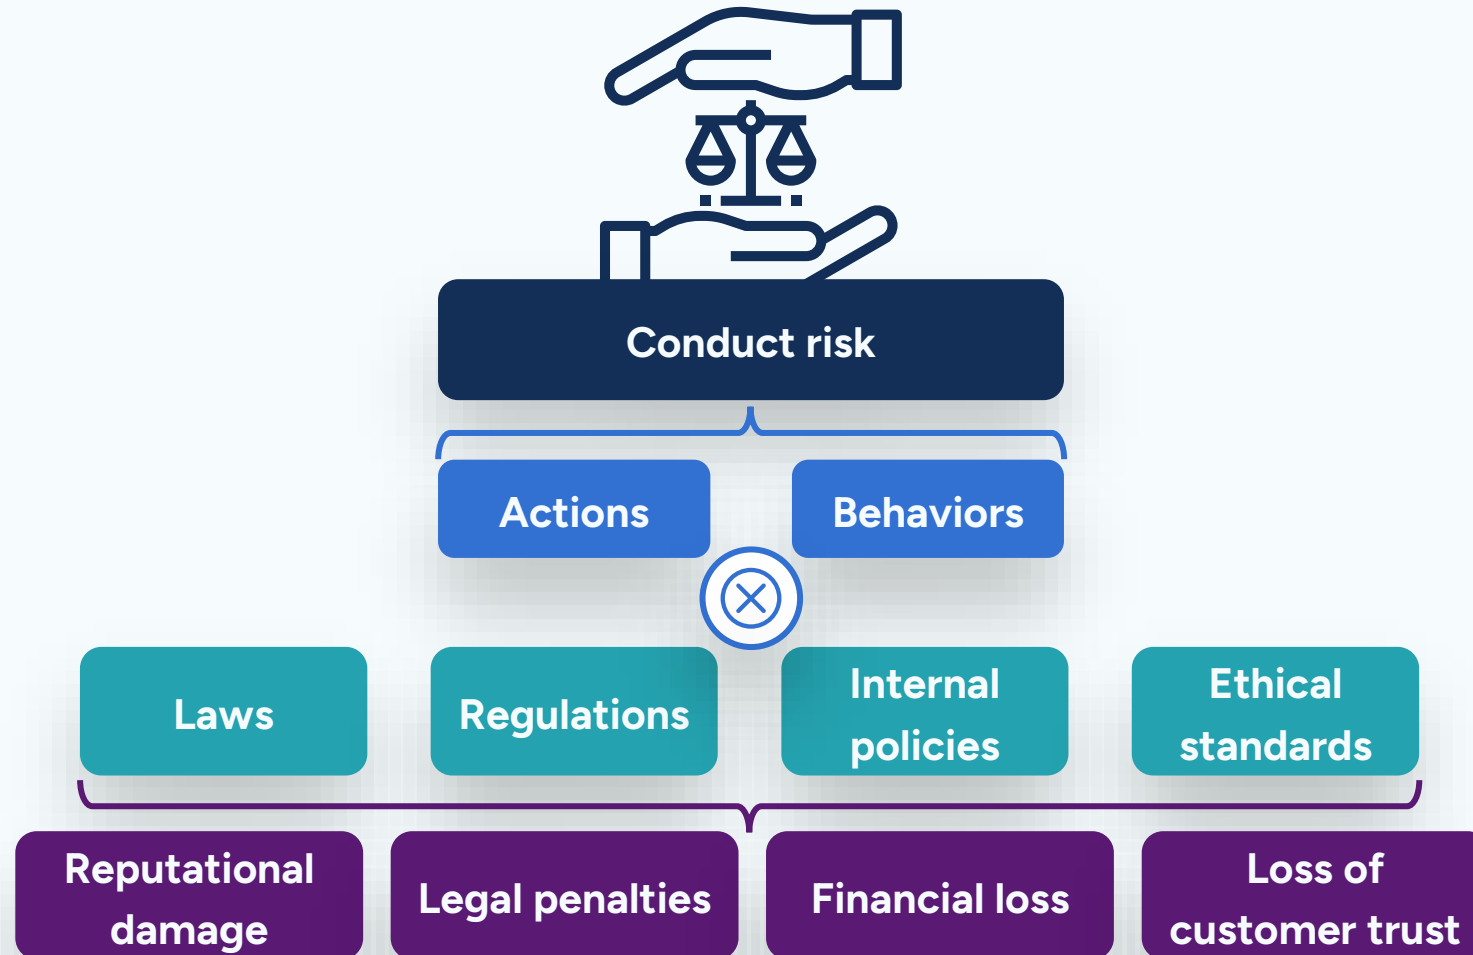 Conduct risk
Actions
Behaviors
Laws
Regulations
Internal
policies
Ethical
standards
Reputational
damage
Legal penalties
Financial loss
Loss of
customer trust